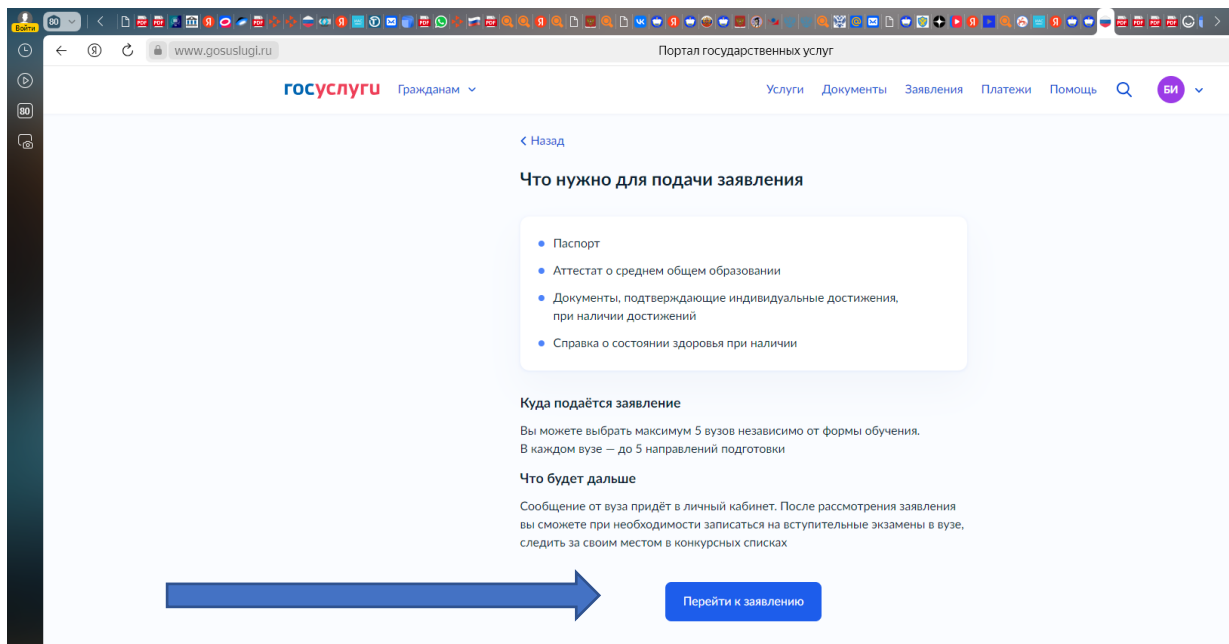 Войти
80
www.gosuslugi.ru
Портал государственных услуг
80
госуслуги
Гражданам
Услуги Документы Заявления Платежи Помощь
БИ
Назад
Что нужно для подачи заявления
Паспорт
Аттестат о среднем общем образовании
Документы, подтверждающие индивидуальные достижения,
при наличии достижений
Справка о состоянии здоровья при наличии
Куда подаётся заявление
Вы можете выбрать максимум 5 вузов независимо от формы обучения.
В каждом вузе — до 5 направлений подготовки
Что будет дальше
Сообщение от вуза придёт в личный кабинет. После рассмотрения заявления
вы сможете при необходимости записаться на вступительные экзамены в вузе,
следить за своим местом в конкурсных списках
Перейти к заявлению